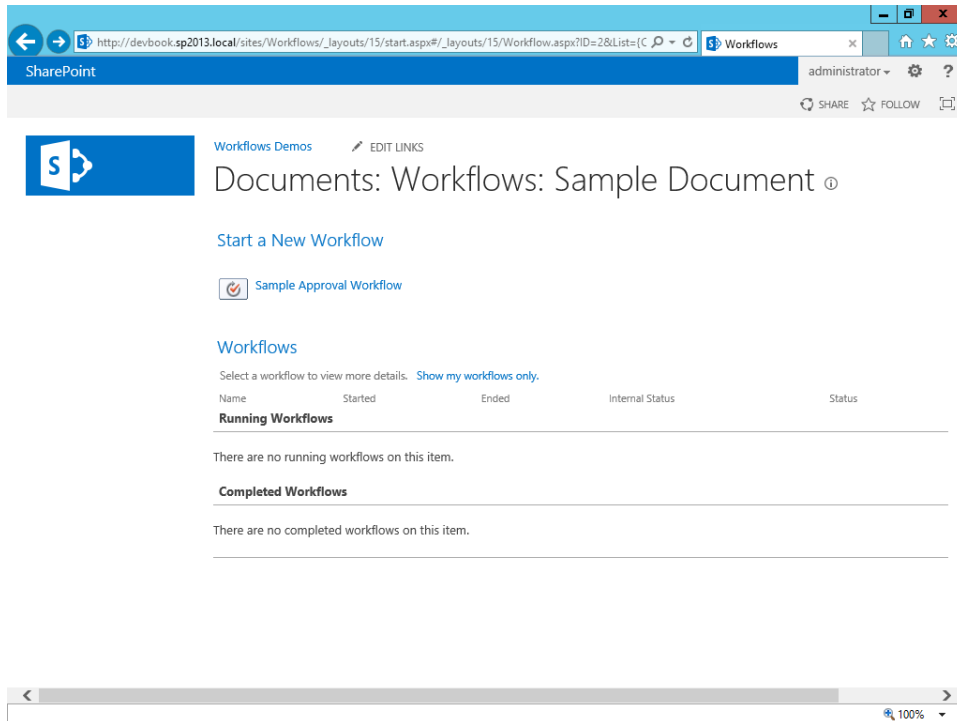 http://devbook.sp2013.local/sites/Workflows/_layouts/15/start.aspx#/_layouts/15/Workflow.aspx?ID=2&List={C
Workflows
SharePoint
administrator
?
SHARE
FOLLOW
S
Workflows Demos
EDIT LINKS
Documents: Workflows: Sample Document
Start a New Workflow
Sample Approval Workflow
Workflows
Select a workflow to view more details. Show my workflows only.
Name Started Ended Internal Status Status
Running Workflows
There are no running workflows on this item.
Completed Workflows
There are no completed workflows on this item.
100%